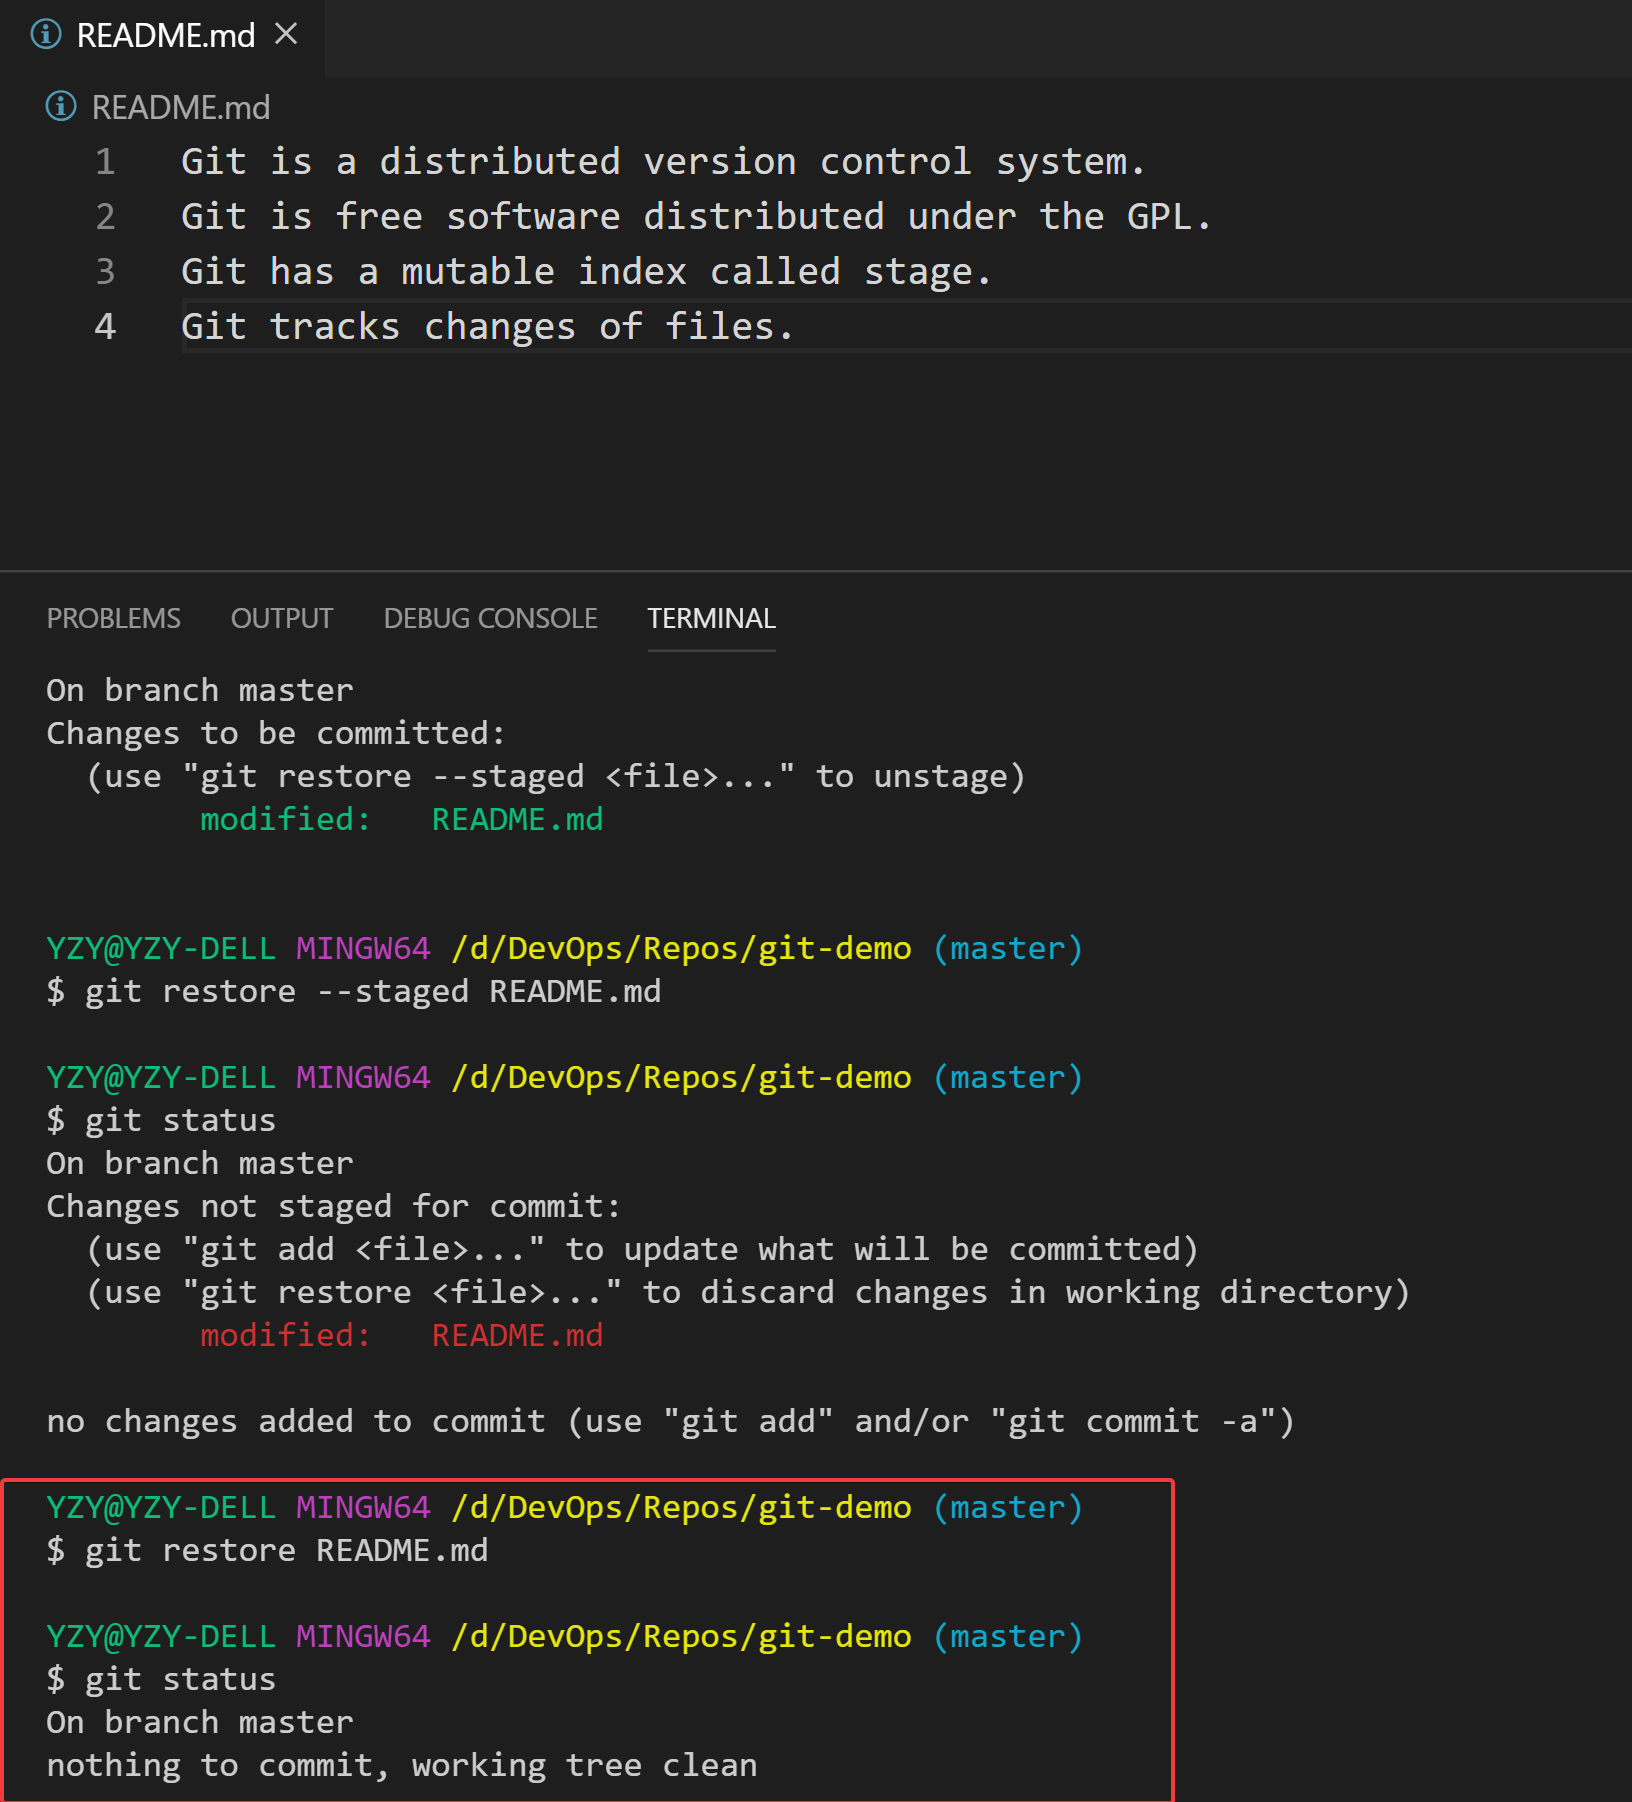 README.md
README.md
1 Git is a distributed version control system.
2 Git is free software distributed under the GPL.
3 Git has a mutable index called stage.
4 Git tracks changes of files.
PROBLEMS OUTPUT DEBUG CONSOLE TERMINAL
On branch master
Changes to be committed:
  (use "git restore --staged <file>..." to unstage)
        modified:   README.md
YZY@YZY-DELL MINGW64 /d/DevOps/Repos/git-demo (master)
$ git restore --staged README.md
YZY@YZY-DELL MINGW64 /d/DevOps/Repos/git-demo (master)
$ git status
On branch master
Changes not staged for commit:
  (use "git add <file>..." to update what will be committed)
  (use "git restore <file>..." to discard changes in working directory)
        modified:   README.md
no changes added to commit (use "git add" and/or "git commit -a")
YZY@YZY-DELL MINGW64 /d/DevOps/Repos/git-demo (master)
$ git restore README.md
YZY@YZY-DELL MINGW64 /d/DevOps/Repos/git-demo (master)
$ git status
On branch master
nothing to commit, working tree clean